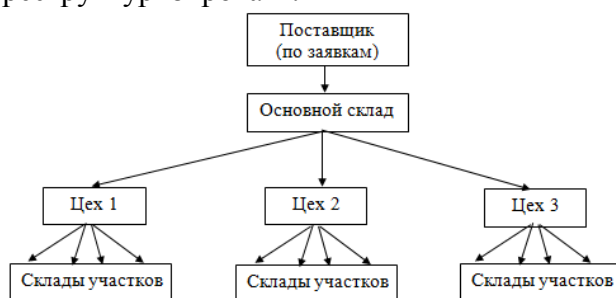 Поставщик
(по заявкам)
Основной склад
Цех 1
Цех 2
Цех 3
Склады участков
Склады участков
Склады участков